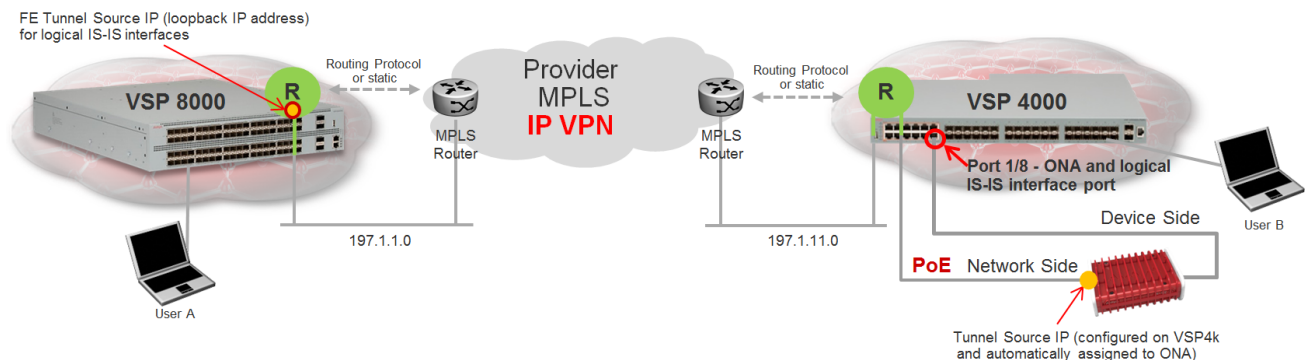 FE Tunnel Source IP (loopback IP address)
for logical IS-IS interfaces
VSP 8000
R
Routing Protocol
or static
MPLS
Router
Provider
MPLS
IP VPN
MPLS
Router
Routing Protocol
or static
R
VSP 4000
Port 1/8 - ONA and logical
IS-IS interface port
User A
197.1.1.0
197.1.11.0
Device Side
User B
PoE Network Side
Tunnel Source IP (configured on VSP4k
and automatically assigned to ONA)